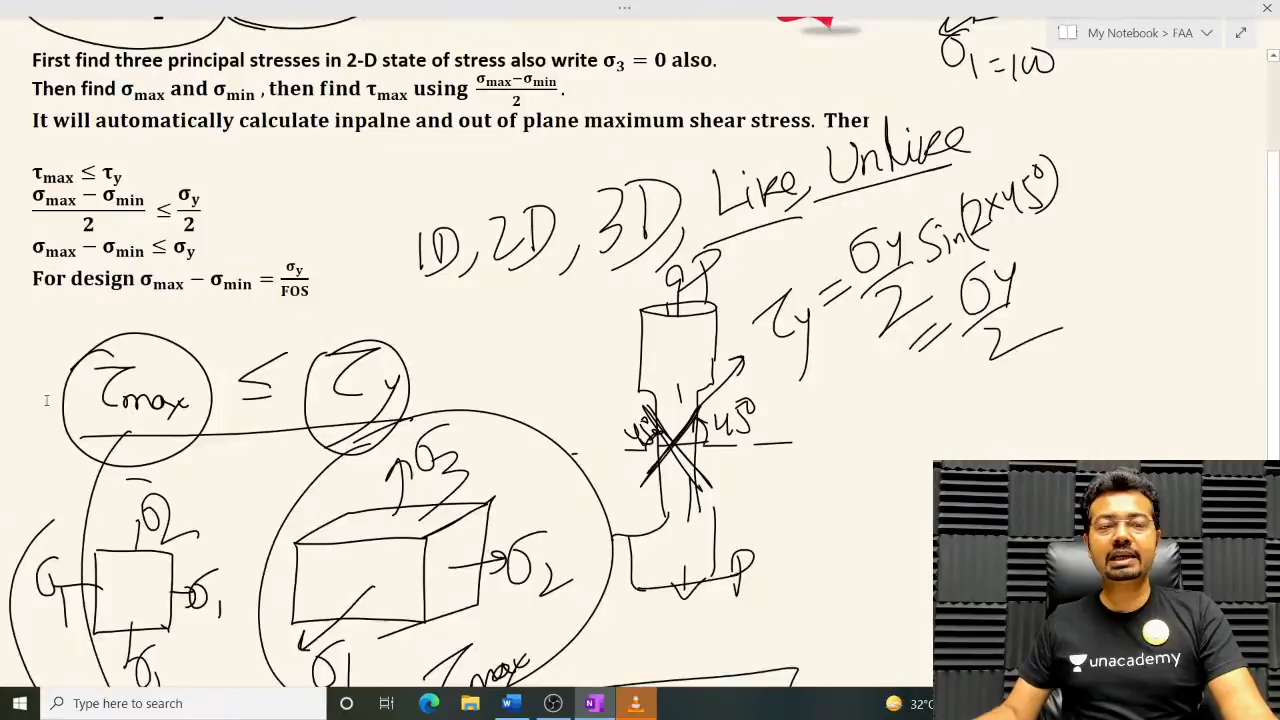 σ₁ = 100
My Notebook > FAA
First find three principal stresses in 2-D state of stress also write σ₃ = 0 also.
Then find σmax and σmin , then find τmax using (σmax−σmin)/2 .
It will automatically calculate inpalne and out of plane maximum shear stress. Ther
τmax ≤ τy
(σmax − σmin)/2 ≤ σy/2
σmax − σmin ≤ σy
For design σmax − σmin = σy/FOS
1D, 2D, 3D, Like, Unlike
τy = σy/2 Sin(2×45°)
= σy/2
P
τmax ≤ τy
45° 45°
σ₃
σ₂
σ₁ σ₁
σ₂
P
σ₁
σ₁
τmax
unacademy
Type here to search
32°C